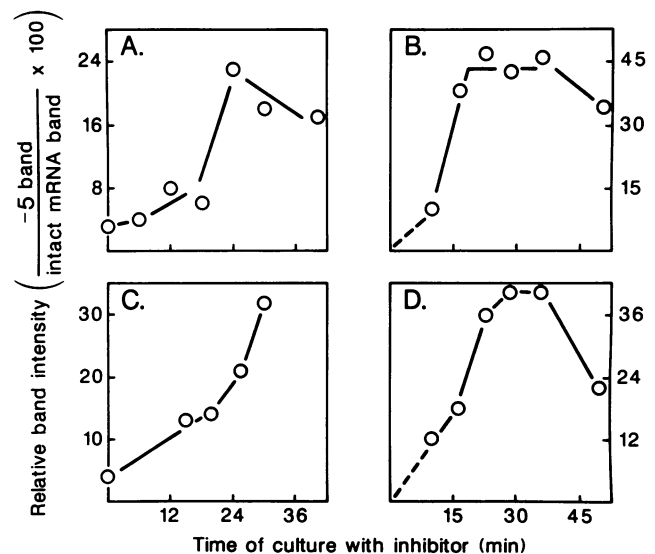 Relative band intensity ( -5 band / intact mRNA band x 100 )
A.
24
16
8
B.
45
30
15
C.
30
20
10
12 24 36
D.
36
24
12
15 30 45
Time of culture with inhibitor (min)